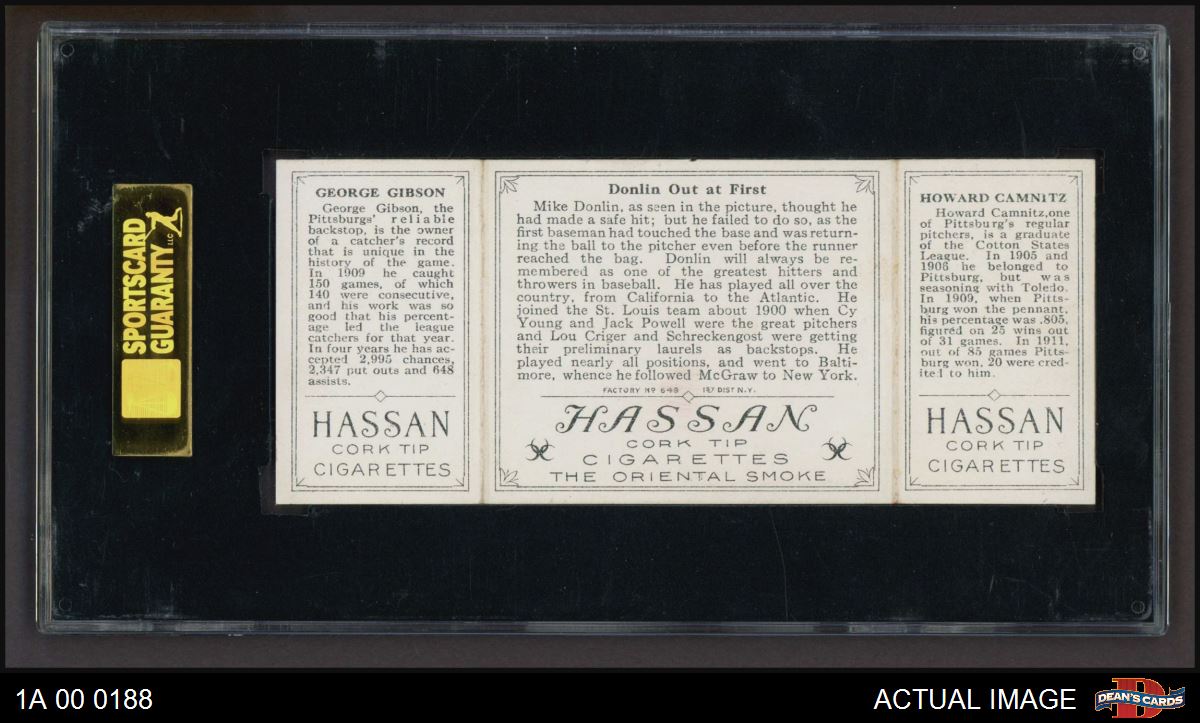 SPORTSCARD
GUARANTY LLC
GEORGE GIBSON
George Gibson, the
Pittsburgs' reliable
backstop, is the owner
of a catcher's record
that is unique in the
history of the game.
In 1909 he caught
150 games, of which
140 were consecutive,
and his work was so
good that his percent-
age led the league
catchers for that year.
In four years he has ac-
cepted 2,995 chances,
2,347 put outs and 648
assists.
HASSAN
CORK TIP
CIGARETTES
Donlin Out at First
Mike Donlin, as seen in the picture, thought he
had made a safe hit; but he failed to do so, as the
first baseman had touched the base and was return-
ing the ball to the pitcher even before the runner
reached the bag. Donlin will always be re-
membered as one of the greatest hitters and
throwers in baseball. He has played all over the
country, from California to the Atlantic. He
joined the St. Louis team about 1900 when Cy
Young and Jack Powell were the great pitchers
and Lou Criger and Schreckengost were getting
their preliminary laurels as backstops. He
played nearly all positions, and went to Balti-
more, whence he followed McGraw to New York.
FACTORY Nº 649 1ST DIST N.Y.
HASSAN
CORK TIP
CIGARETTES
THE ORIENTAL SMOKE
HOWARD CAMNITZ
Howard Camnitz,one
of Pittsburg's regular
pitchers, is a graduate
of the Cotton States
League. In 1905 and
1906 he belonged to
Pittsburg, but was
seasoning with Toledo.
In 1909, when Pitts-
burg won the pennant,
his percentage was .805,
figured on 25 wins out
of 31 games. In 1911,
out of 85 games Pitts-
burg won, 20 were cred-
ited to him.
HASSAN
CORK TIP
CIGARETTES
1A 00 0188
ACTUAL IMAGE
DEAN'S CARDS